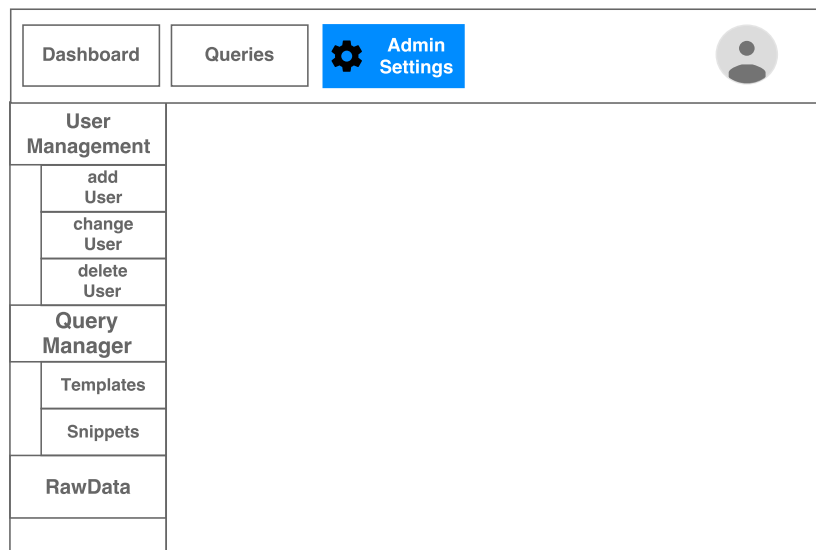 Dashboard
Queries
Admin
Settings
User
Management
add
User
change
User
delete
User
Query
Manager
Templates
Snippets
RawData